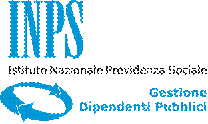 INPS
Istituto Nazionale Previdenza Sociale
Gestione
Dipendenti Pubblici